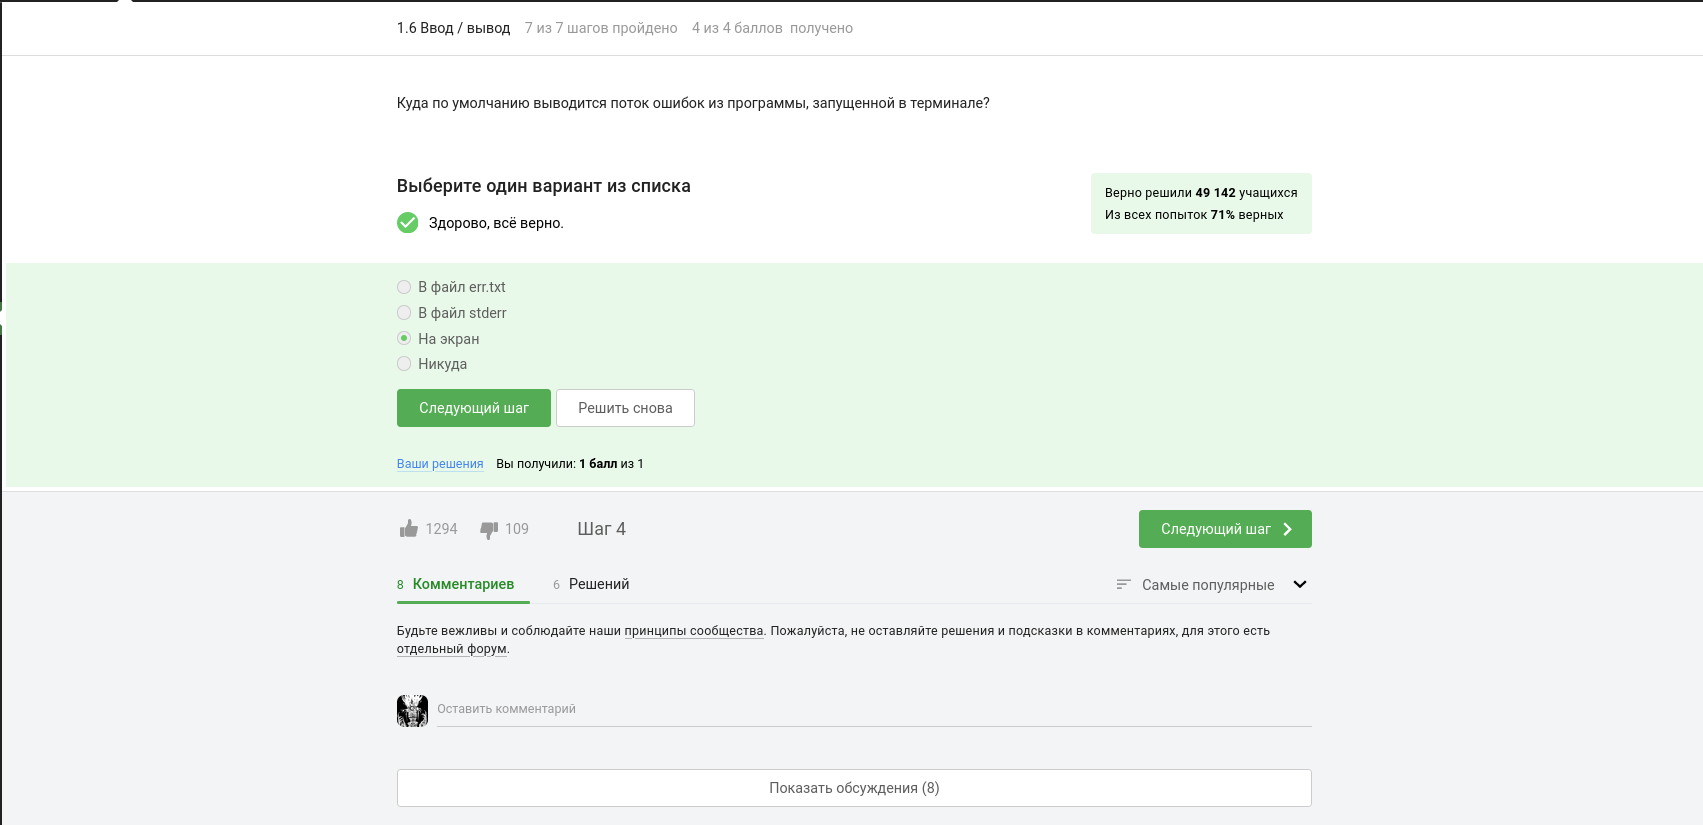 1.6 Ввод / вывод 7 из 7 шагов пройдено 4 из 4 баллов получено
Куда по умолчанию выводится поток ошибок из программы, запущенной в терминале?
Выберите один вариант из списка
Здорово, всё верно.
Верно решили 49 142 учащихся
Из всех попыток 71% верных
В файл err.txt
В файл stderr
На экран
Никуда
Следующий шаг Решить снова
Ваши решения Вы получили: 1 балл из 1
1294 109 Шаг 4 Следующий шаг
8 Комментариев 6 Решений Самые популярные
Будьте вежливы и соблюдайте наши принципы сообщества. Пожалуйста, не оставляйте решения и подсказки в комментариях, для этого есть
отдельный форум.
Оставить комментарий
Показать обсуждения (8)